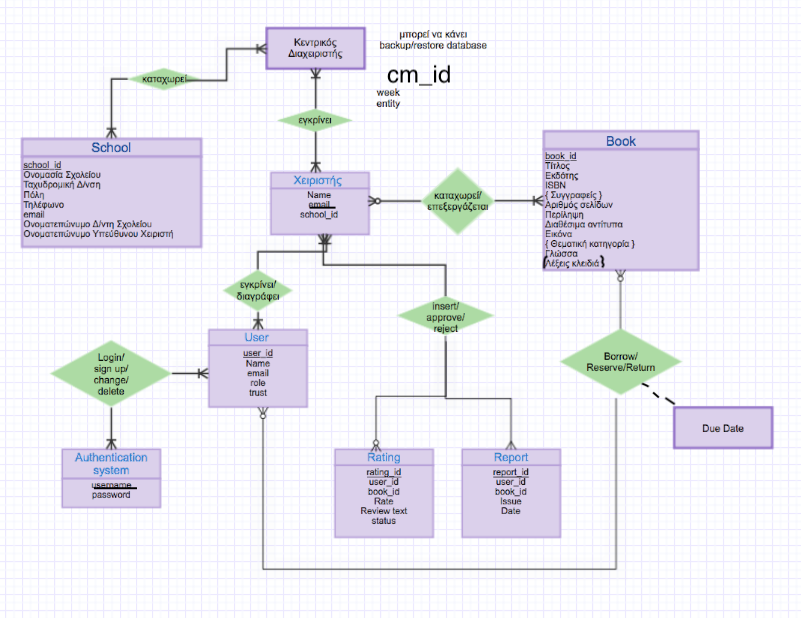 Κεντρικός
Διαχειριστής
μπορεί να κάνει
backup/restore database
cm_id
week
entity
καταχωρεί
εγκρίνει
School
school_id
Ονομασία Σχολείου
Ταχυδρομική Δ/νση
Πόλη
Τηλέφωνο
email
Ονοματεπώνυμο Δ/ντη Σχολείου
Ονοματεπώνυμο Υπεύθυνου Χειριστή
Χειριστής
Name
email
school_id
καταχωρεί/
επεξεργάζεται
Book
book_id
Τίτλος
Εκδότης
ISBN
{ Συγγραφείς }
Αριθμός σελίδων
Περίληψη
Διαθέσιμα αντίτυπα
Εικόνα
{ Θεματική κατηγορία }
Γλώσσα
{Λέξεις κλειδιά}
εγκρίνει/
διαγράφει
insert/
approve/
reject
User
user_id
Name
email
role
trust
Login/
sign up/
change/
delete
Borrow/
Reserve/Return
Due Date
Authentication
system
username
password
Rating
rating_id
user_id
book_id
Rate
Review text
status
Report
report_id
user_id
book_id
Issue
Date